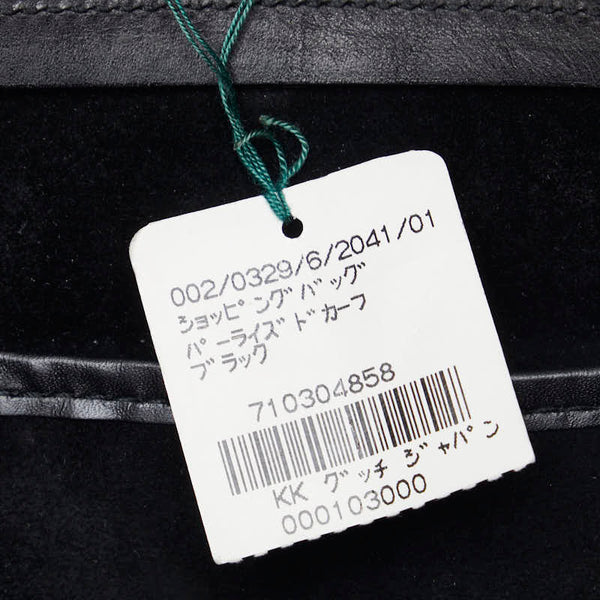 002/0329/6/2041/01
ショッピングバッグ
パーライズドカーフ
ブラック
710304858
KK グッチ ジャパン
000103000